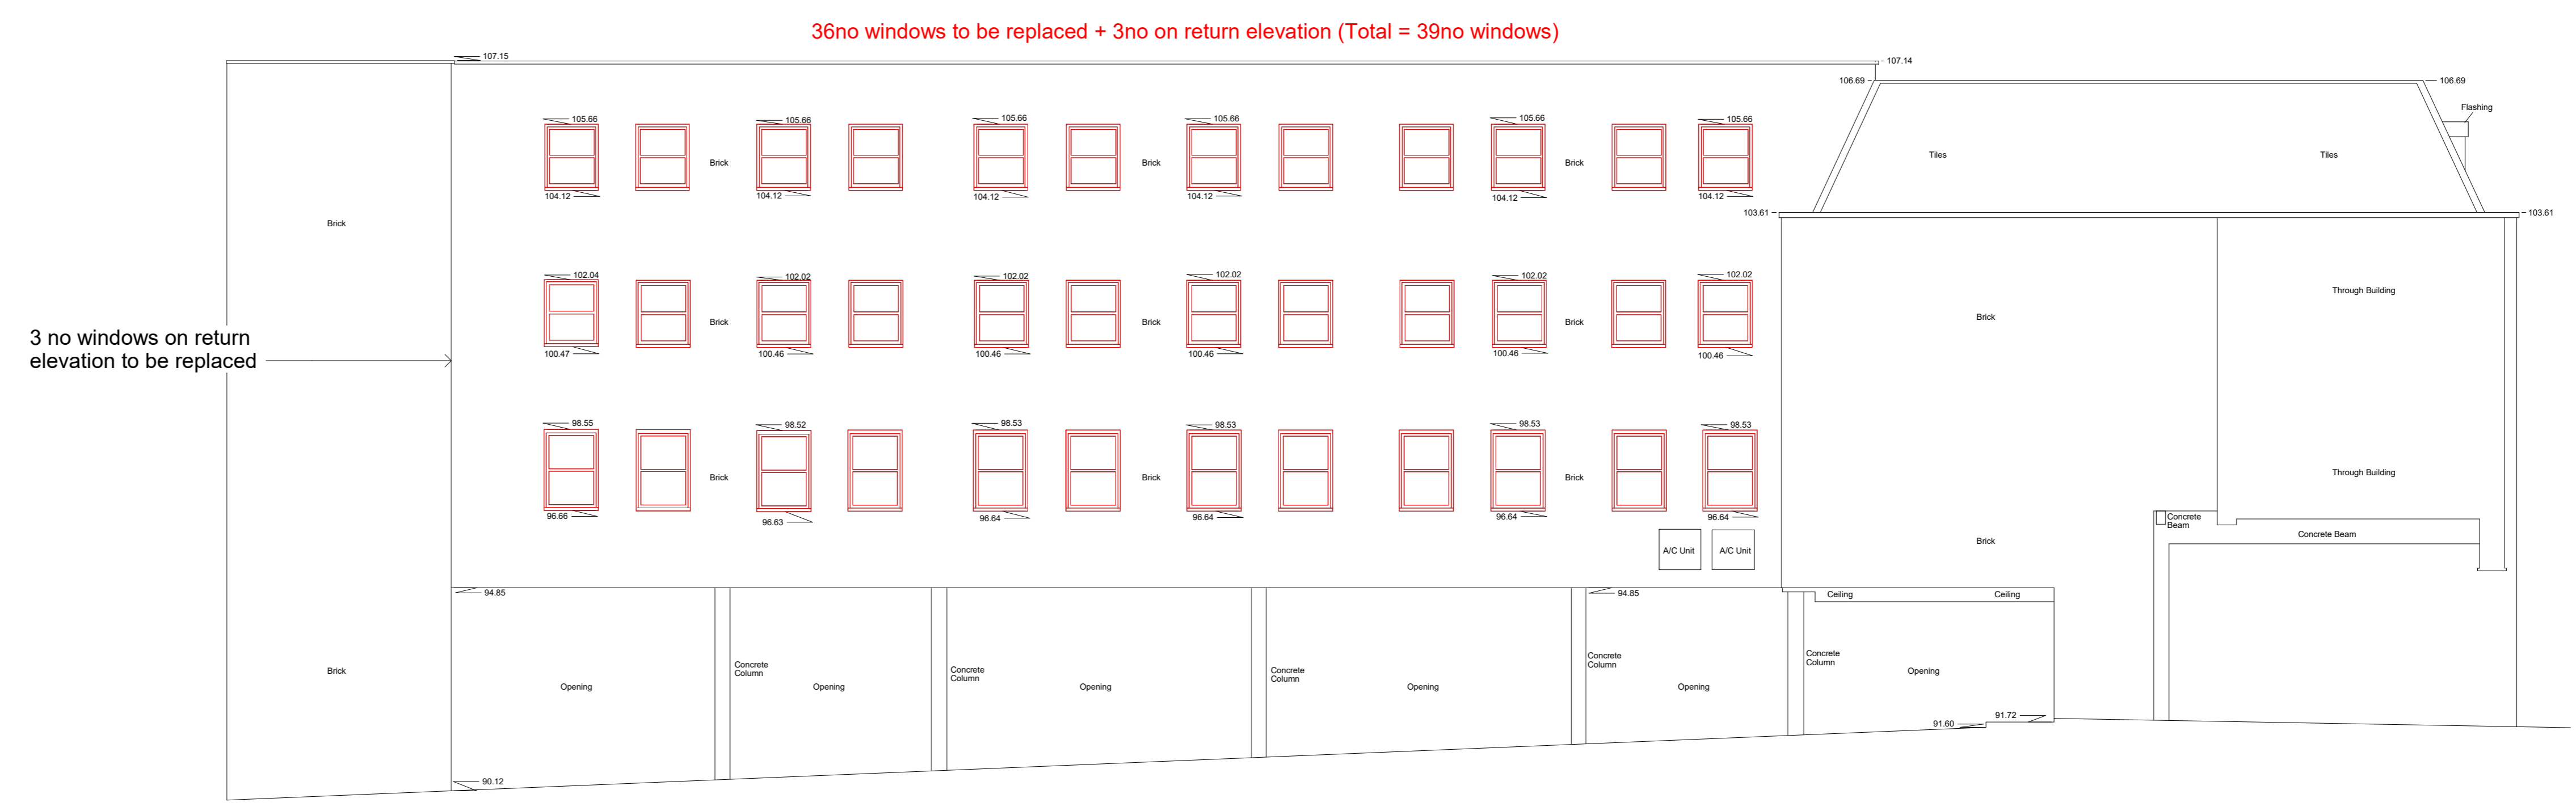 36no windows to be replaced + 3no on return elevation (Total = 39no windows)
107.15
107.14
106.69
106.69
Flashing
105.66
105.66
105.66
105.66
105.66
105.66
Brick
Brick
Brick
Tiles
Tiles
104.12
104.12
104.12
104.12
104.12
104.12
103.61
103.61
Brick
102.04
102.02
102.02
102.02
102.02
102.02
Through Building
Brick
Brick
Brick
Brick
3 no windows on return
elevation to be replaced
100.47
100.46
100.46
100.46
100.46
100.46
98.55
98.52
98.53
98.53
98.53
98.53
Brick
Brick
Brick
Through Building
96.66
96.63
96.64
96.64
96.64
96.64
Concrete
Beam
Concrete Beam
Brick
A/C Unit
A/C Unit
94.85
94.85
Ceiling
Ceiling
Concrete
Column
Concrete
Column
Concrete
Column
Concrete
Column
Concrete
Column
Brick
Opening
Opening
Opening
Opening
Opening
Opening
91.60
91.72
90.12